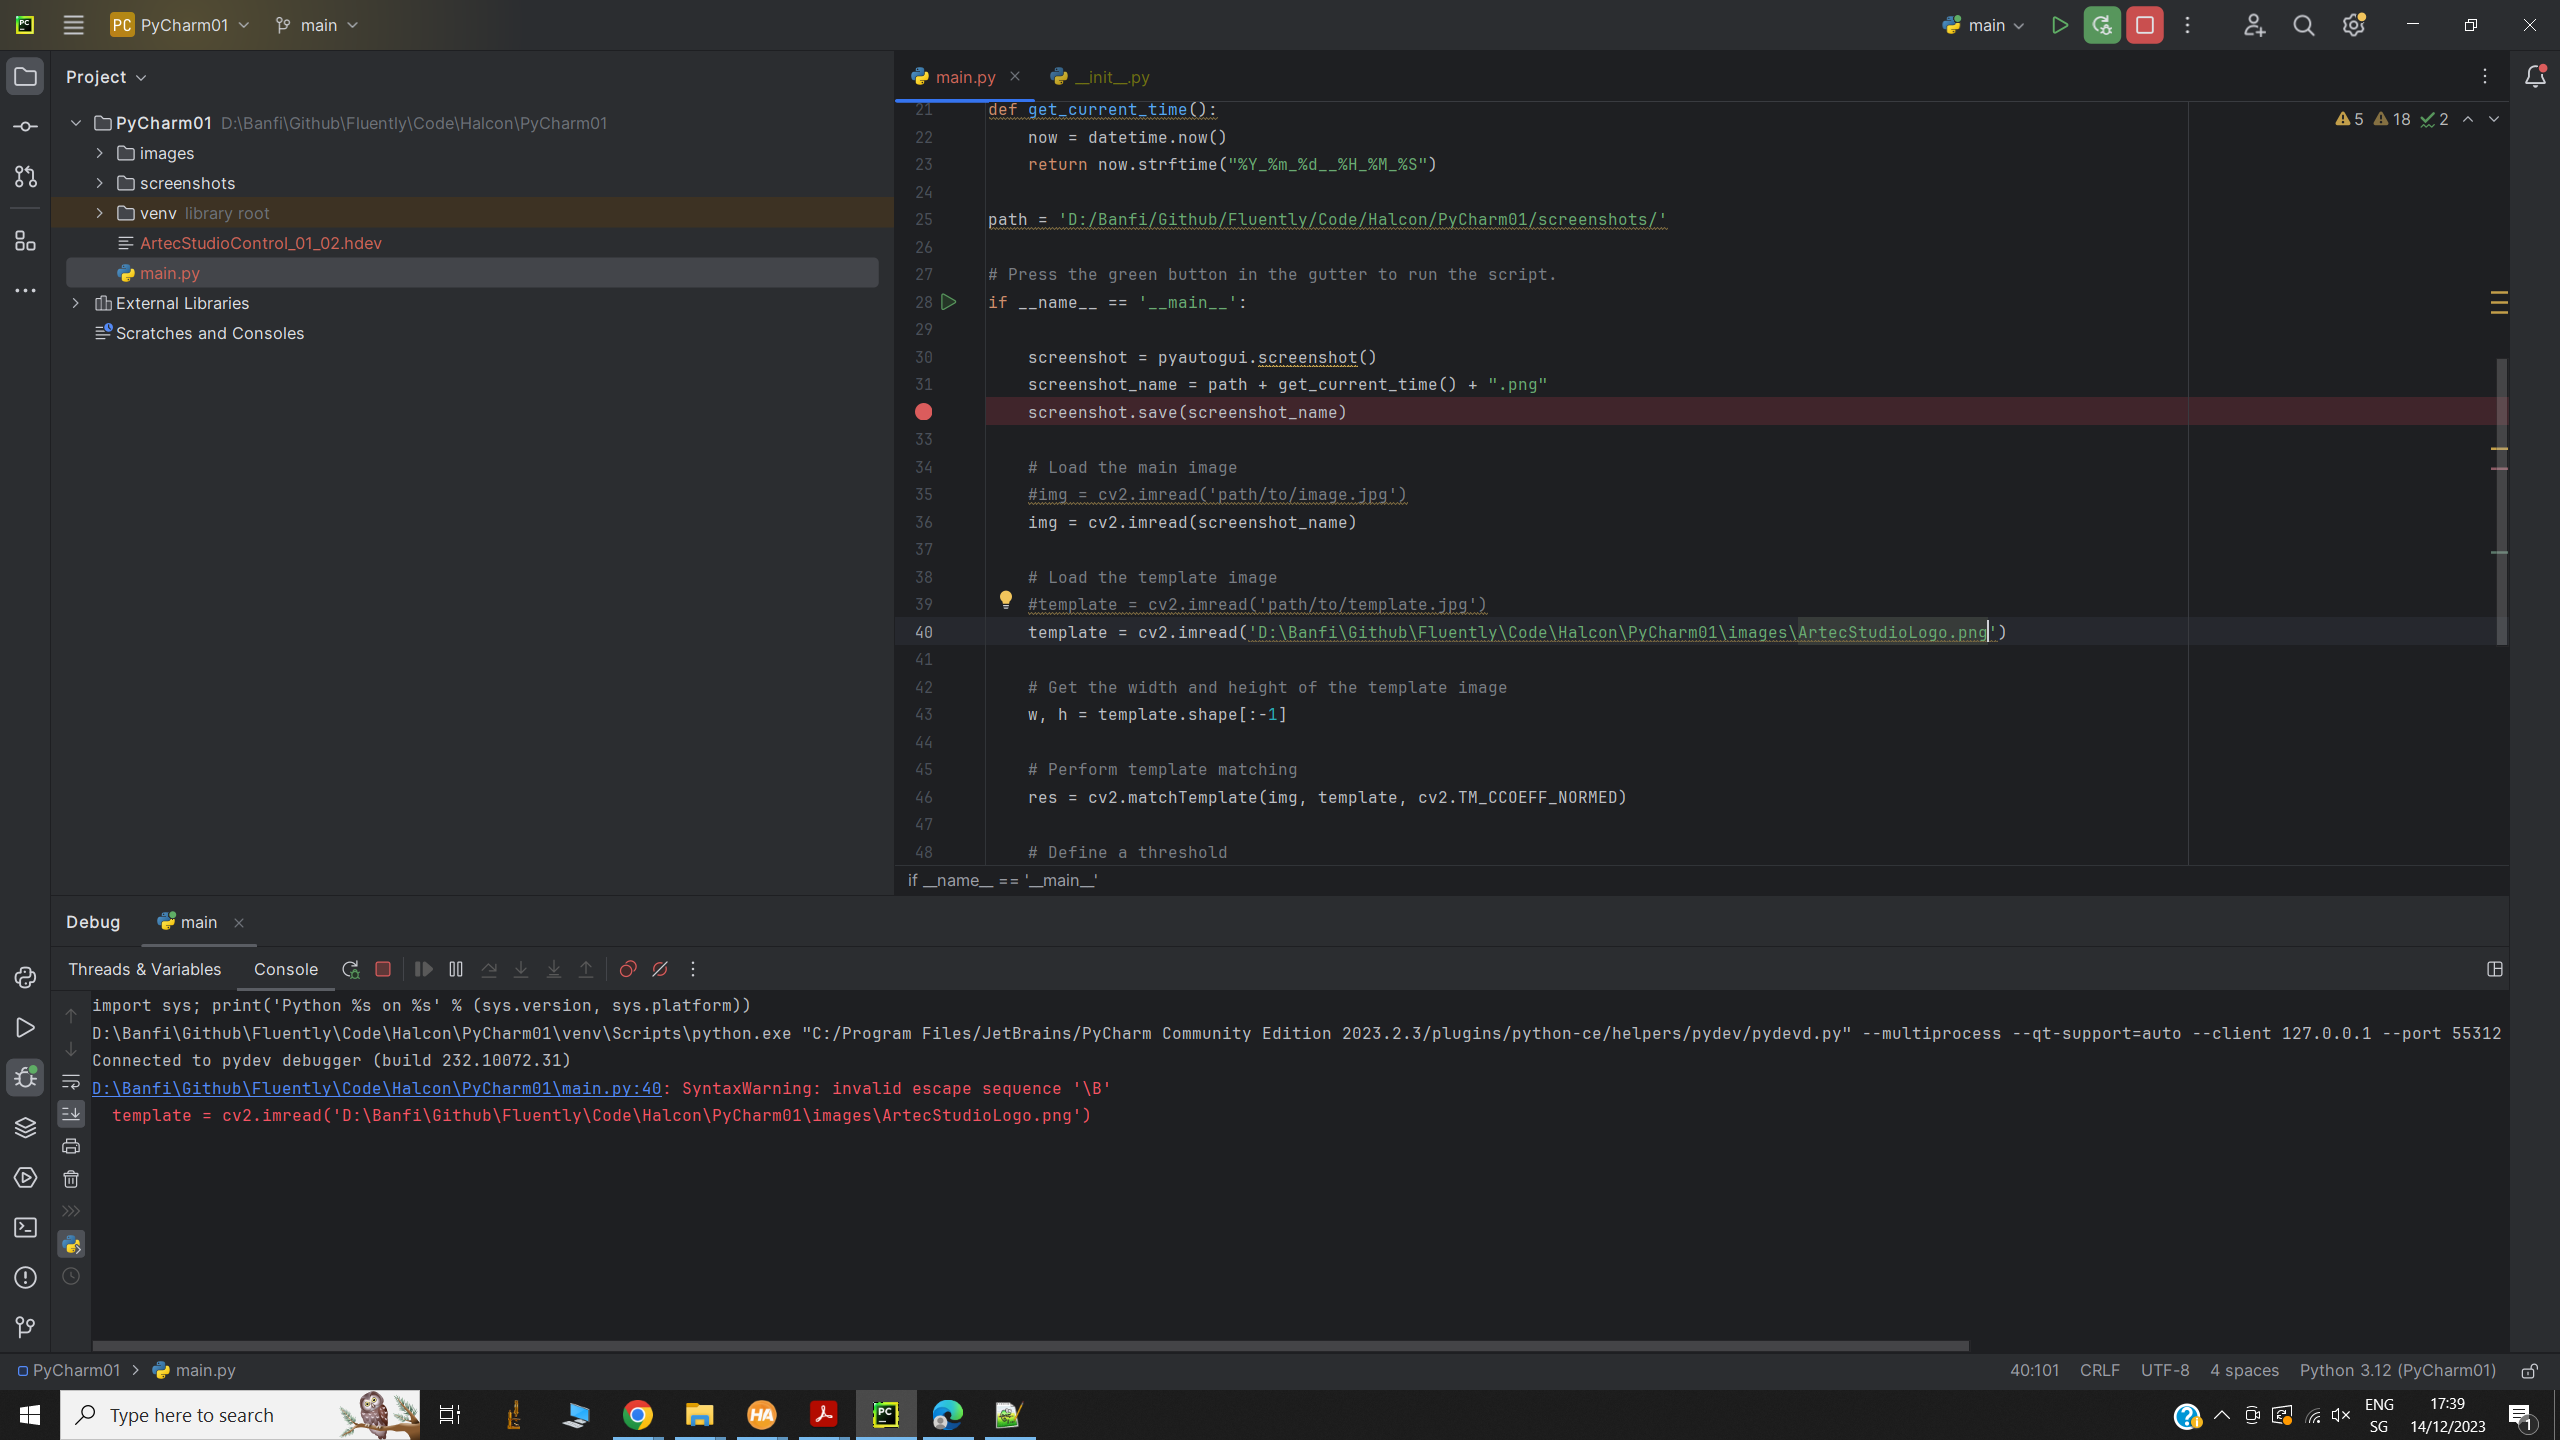 PC PyCharm01 main
main
Project
PyCharm01 D:\Banfi\Github\Fluently\Code\Halcon\PyCharm01
images
screenshots
venv library root
ArtecStudioControl_01_02.hdev
main.py
External Libraries
Scratches and Consoles
main.py __init__.py
5 18 2
21 def get_current_time():
22 now = datetime.now()
23 return now.strftime("%Y_%m_%d__%H_%M_%S")
24
25 path = 'D:/Banfi/Github/Fluently/Code/Halcon/PyCharm01/screenshots/'
26
27 # Press the green button in the gutter to run the script.
28 if __name__ == '__main__':
29
30 screenshot = pyautogui.screenshot()
31 screenshot_name = path + get_current_time() + ".png"
screenshot.save(screenshot_name)
33
34 # Load the main image
35 #img = cv2.imread('path/to/image.jpg')
36 img = cv2.imread(screenshot_name)
37
38 # Load the template image
39 #template = cv2.imread('path/to/template.jpg')
40 template = cv2.imread('D:\Banfi\Github\Fluently\Code\Halcon\PyCharm01\images\ArtecStudioLogo.png')
41
42 # Get the width and height of the template image
43 w, h = template.shape[:-1]
44
45 # Perform template matching
46 res = cv2.matchTemplate(img, template, cv2.TM_CCOEFF_NORMED)
47
48 # Define a threshold
if __name__ == '__main__'
Debug main
Threads & Variables Console
import sys; print('Python %s on %s' % (sys.version, sys.platform))
D:\Banfi\Github\Fluently\Code\Halcon\PyCharm01\venv\Scripts\python.exe "C:/Program Files/JetBrains/PyCharm Community Edition 2023.2.3/plugins/python-ce/helpers/pydev/pydevd.py" --multiprocess --qt-support=auto --client 127.0.0.1 --port 55312
Connected to pydev debugger (build 232.10072.31)
D:\Banfi\Github\Fluently\Code\Halcon\PyCharm01\main.py:40: SyntaxWarning: invalid escape sequence '\B'
template = cv2.imread('D:\Banfi\Github\Fluently\Code\Halcon\PyCharm01\images\ArtecStudioLogo.png')
PyCharm01 > main.py
40:101 CRLF UTF-8 4 spaces Python 3.12 (PyCharm01)
Type here to search
HA
PC
ENG
SG
17:39
14/12/2023
1